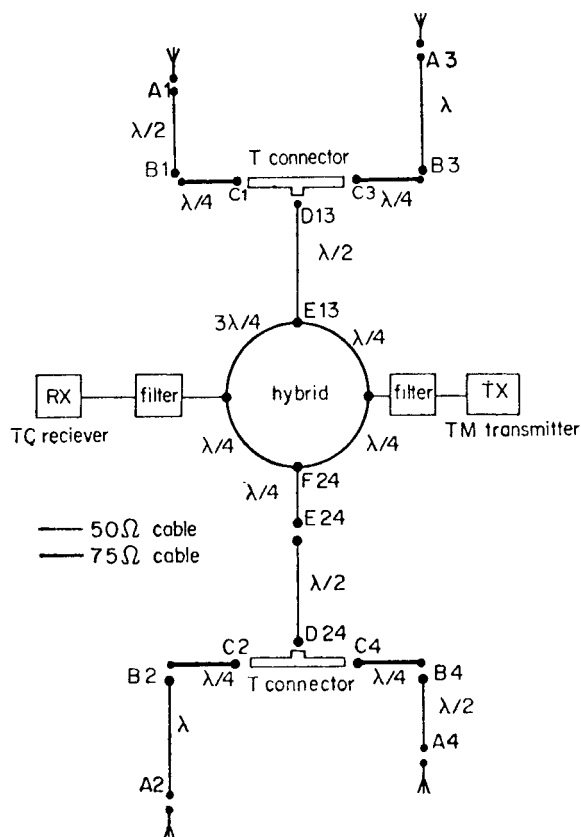 A3
A1
λ/2
λ
B1
T connector
B3
λ/4
C1
C3
λ/4
D13
λ/2
E13
3λ/4
λ/4
RX
filter
hybrid
filter
TX
TC reciever
TM transmitter
λ/4
λ/4
F24
λ/4
E24
50Ω cable
75Ω cable
λ/2
D24
C2
C4
B2
λ/4
T connector
λ/4
B4
λ
λ/2
A2
A4